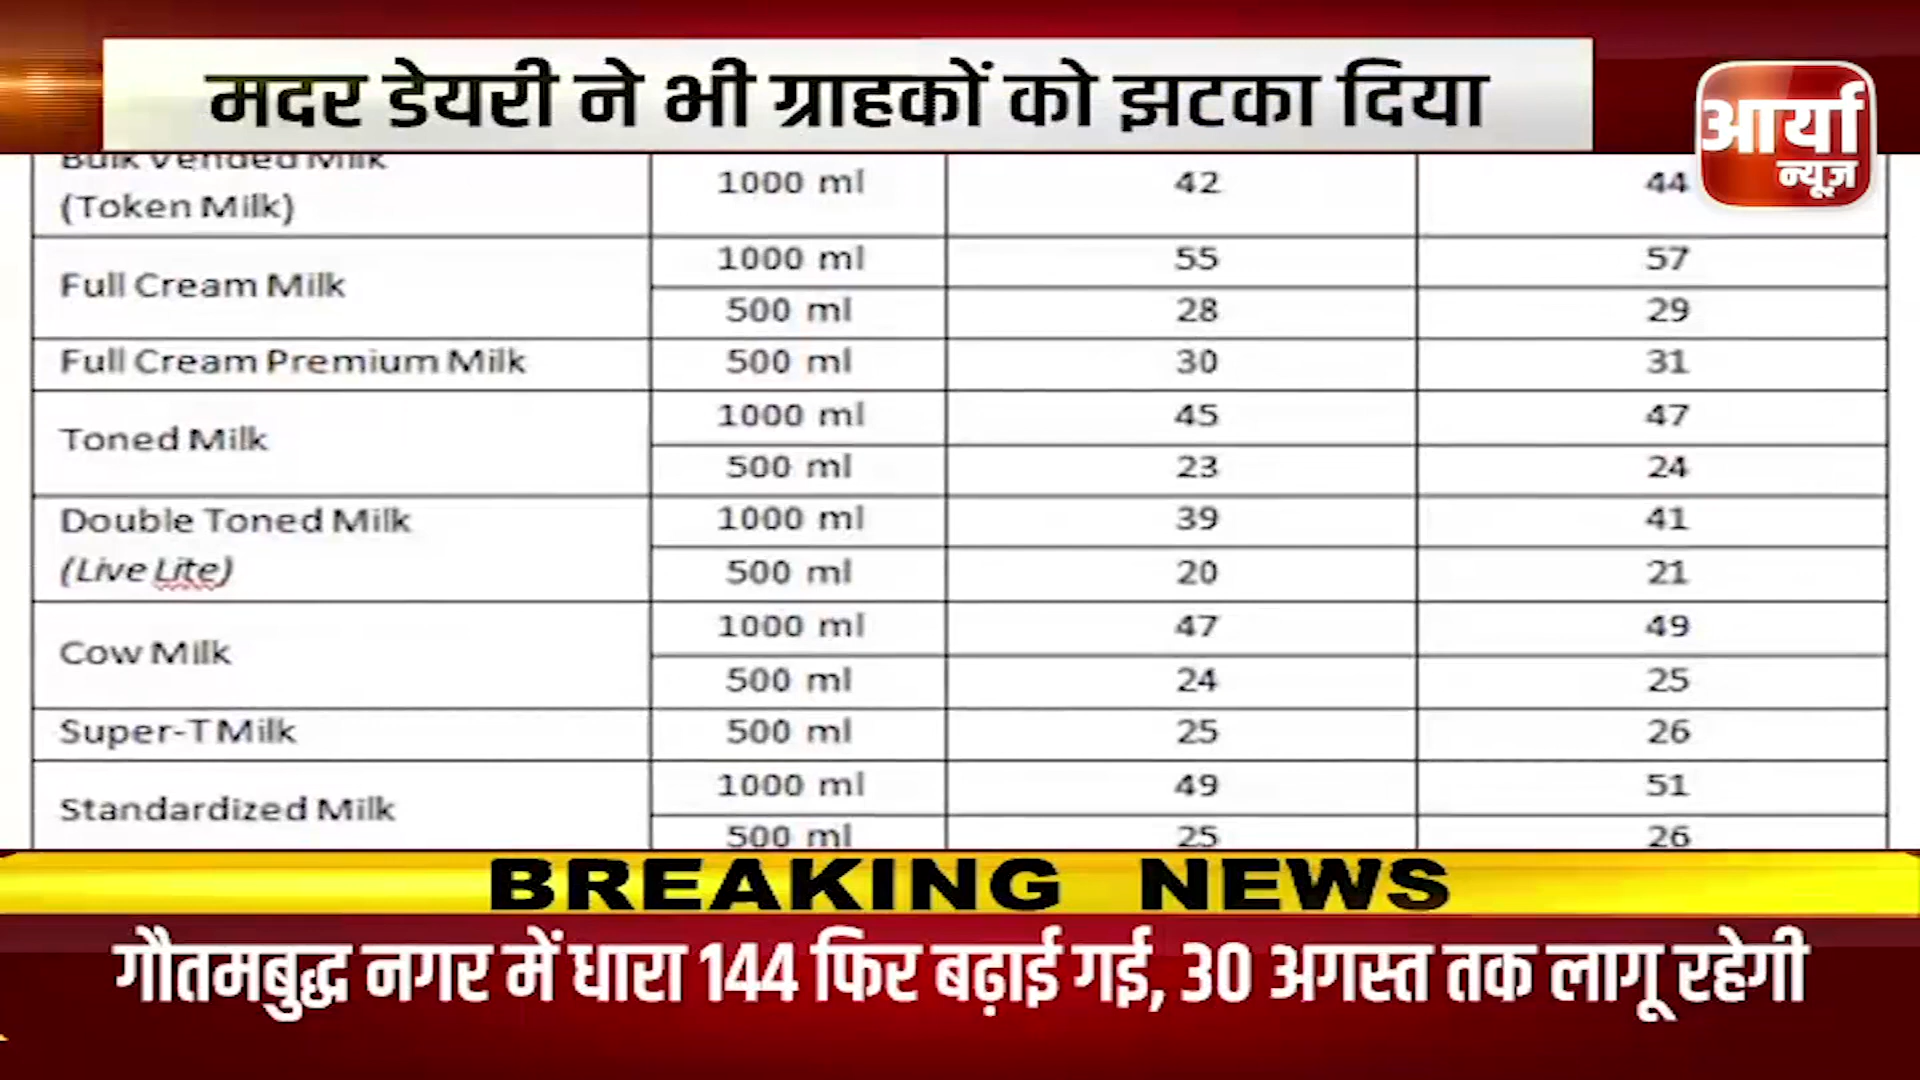 मदर डेयरी ने भी ग्राहकों को झटका दिया
आर्या
न्यूज़
Bulk Vended Milk
(Token Milk) 1000 ml 42 44
Full Cream Milk 1000 ml 55 57
500 ml 28 29
Full Cream Premium Milk 500 ml 30 31
Toned Milk 1000 ml 45 47
500 ml 23 24
Double Toned Milk 1000 ml 39 41
(Live Lite) 500 ml 20 21
Cow Milk 1000 ml 47 49
500 ml 24 25
Super-T Milk 500 ml 25 26
Standardized Milk 1000 ml 49 51
500 ml 25 26
BREAKING NEWS
गौतमबुद्ध नगर में धारा 144 फिर बढ़ाई गई, 30 अगस्त तक लागू रहेगी